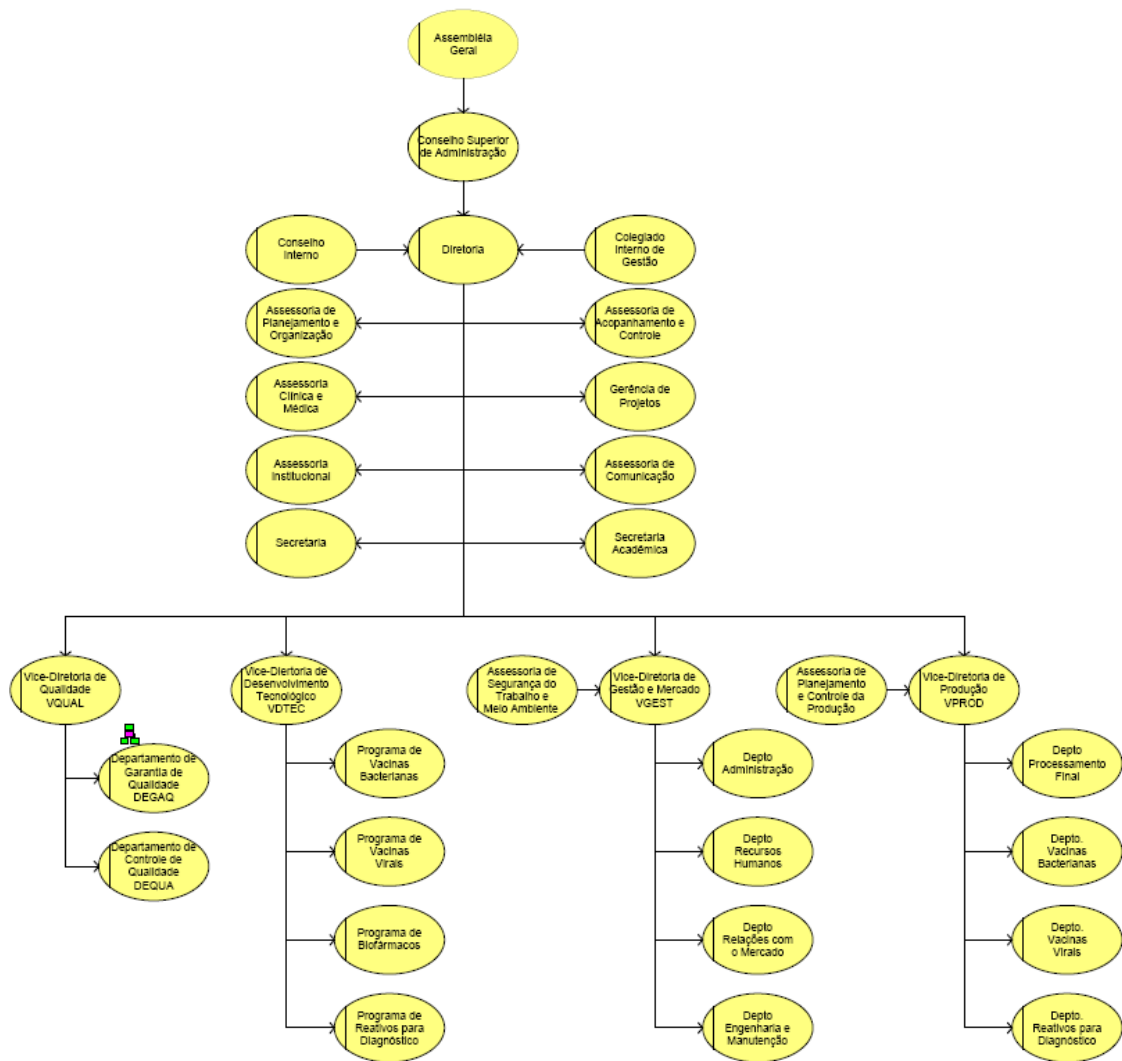 Assembléia
Geral
Conselho Superior
de Administração
Conselho
Interno
Diretoria
Colegiado
Interno de
Gestão
Assessoria de
Planejamento e
Organização
Assessoria de
Acopanhamento e
Controle
Assessoria
Clínica e
Médica
Gerência de
Projetos
Assessoria
Institucional
Assessoria de
Comunicação
Secretaria
Secretaria
Acadêmica
Vice-Diretoria de
Qualidade
VQUAL
Vice-Diertoria de
Desenvolvimento
Tecnológico
VDTEC
Assessoria de
Segurança do
Trabalho e
Meio Ambiente
Vice-Diretoria de
Gestão e Mercado
VGEST
Assessoria de
Planejamento
e Controle da
Produção
Vice-Diretoria de
Produção
VPROD
Departamento de
Garantia de
Qualidade
DEGAQ
Programa de
Vacinas
Bacterianas
Depto
Administração
Depto
Processamento
Final
Departamento de
Controle de
Qualidade
DEQUA
Programa de
Vacinas
Virais
Depto
Recursos
Humanos
Depto.
Vacinas
Bacterianas
Programa de
Biofármacos
Depto
Relações com
o Mercado
Depto.
Vacinas
Virais
Programa de
Reativos para
Diagnóstico
Depto
Engenharia e
Manutenção
Depto.
Reativos para
Diagnóstico